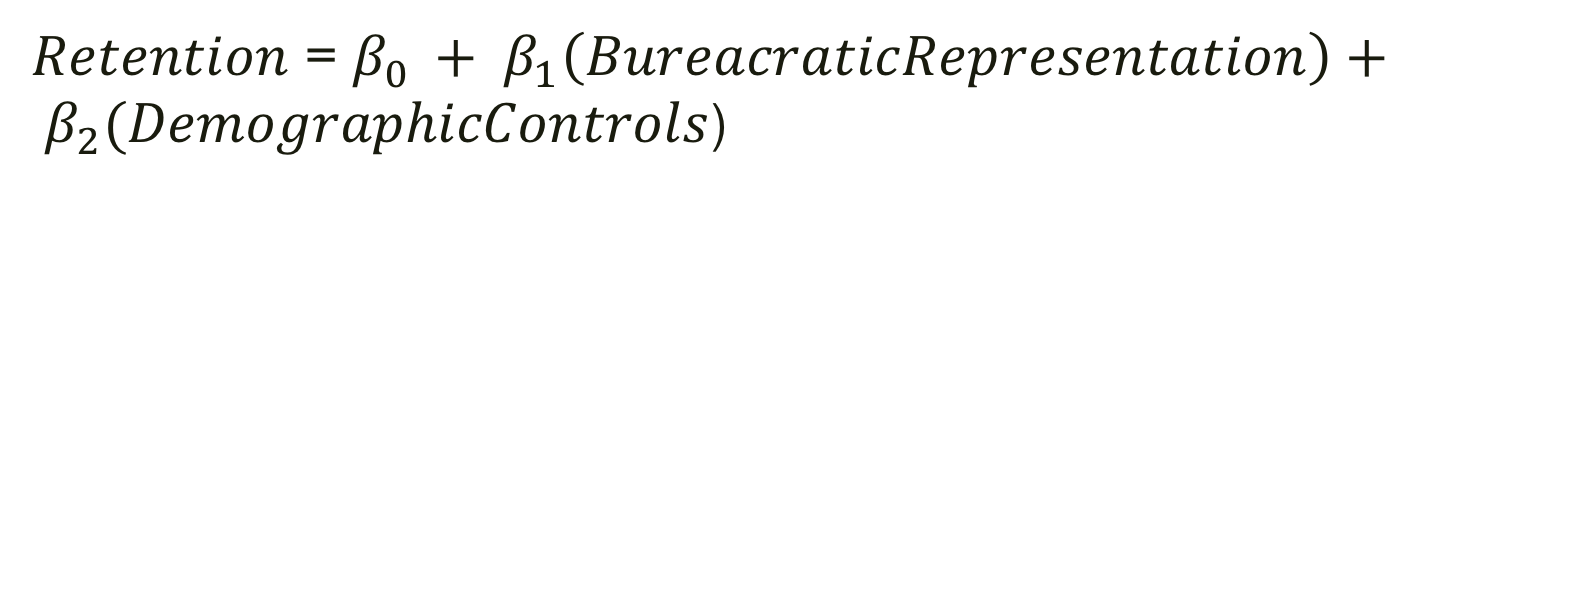 Retention = β₀ + β₁(BureacraticRepresentation) +
β₂(DemographicControls)